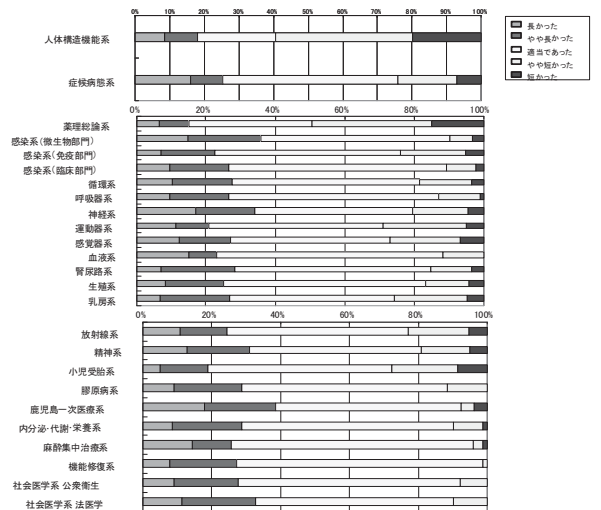 0% 10% 20% 30% 40% 50% 60% 70% 80% 90% 100%
長かった
やや長かった
適当であった
やや短かった
短かった
人体構造機能系
症候病態系
0% 20% 40% 60% 80% 100%
薬理総論系
感染系(微生物部門)
感染系(免疫部門)
感染系(臨床部門)
循環系
呼吸器系
神経系
運動器系
感覚器系
血液系
腎尿路系
生殖系
乳房系
0% 20% 40% 60% 80% 100%
放射線系
精神系
小児受胎系
膠原病系
鹿児島一次医療系
内分泌・代謝・栄養系
麻酔集中治療系
機能修復系
社会医学系 公衆衛生
社会医学系 法医学